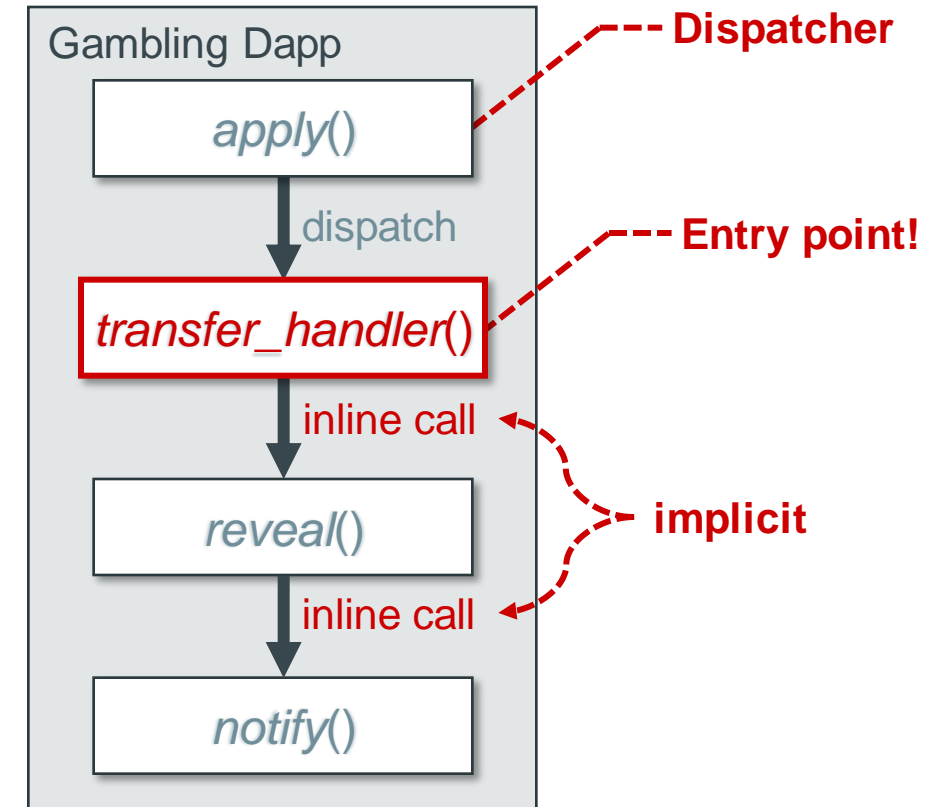 Dispatcher
Gambling Dapp
apply()
dispatch
Entry point!
transfer_handler()
inline call
implicit
reveal()
inline call
notify()